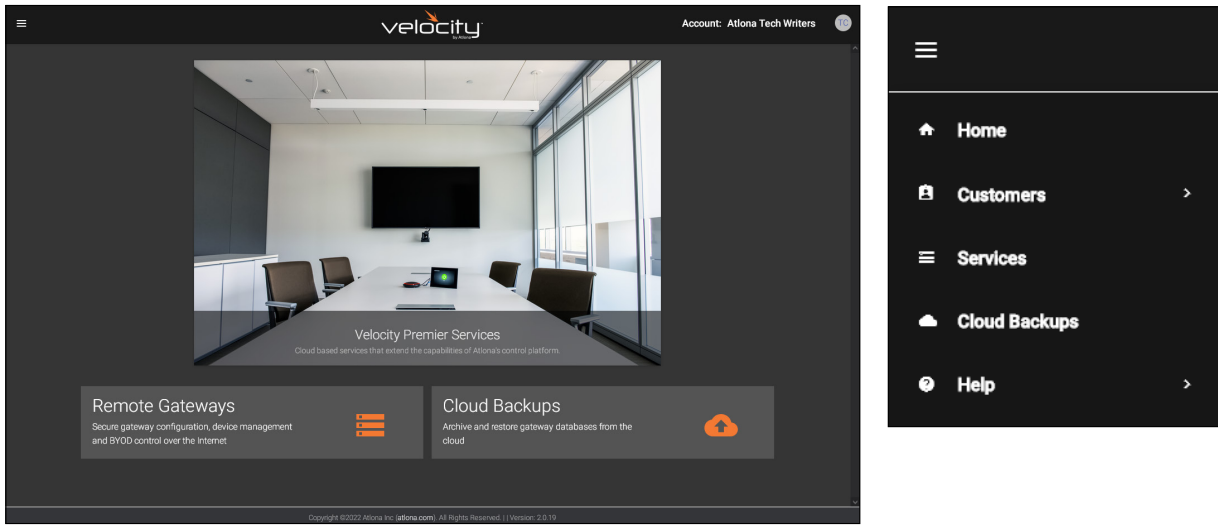 velocity
by Atlona
Account: Atlona Tech Writers
TC
Velocity Premier Services
Cloud based services that extend the capabilities of Atlona's control platform.
Remote Gateways
Secure gateway configuration, device management
and BYOD control over the Internet
Cloud Backups
Archive and restore gateway databases from the
cloud
Copyright ©2022 Atlona Inc (atlona.com). All Rights Reserved. | | Version: 2.0.19
Home
Customers
Services
Cloud Backups
Help